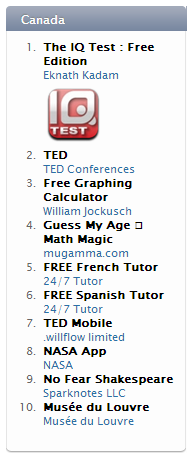 Canada
1. The IQ Test : Free
Edition
Eknath Kadam
IQ
TEST
2. TED
TED Conferences
3. Free Graphing
Calculator
William Jockusch
4. Guess My Age ▯
Math Magic
mugamma.com
5. FREE French Tutor
24/7 Tutor
6. FREE Spanish Tutor
24/7 Tutor
7. TED Mobile
.willflow limited
8. NASA App
NASA
9. No Fear Shakespeare
Sparknotes LLC
10. Musée du Louvre
Musée du Louvre